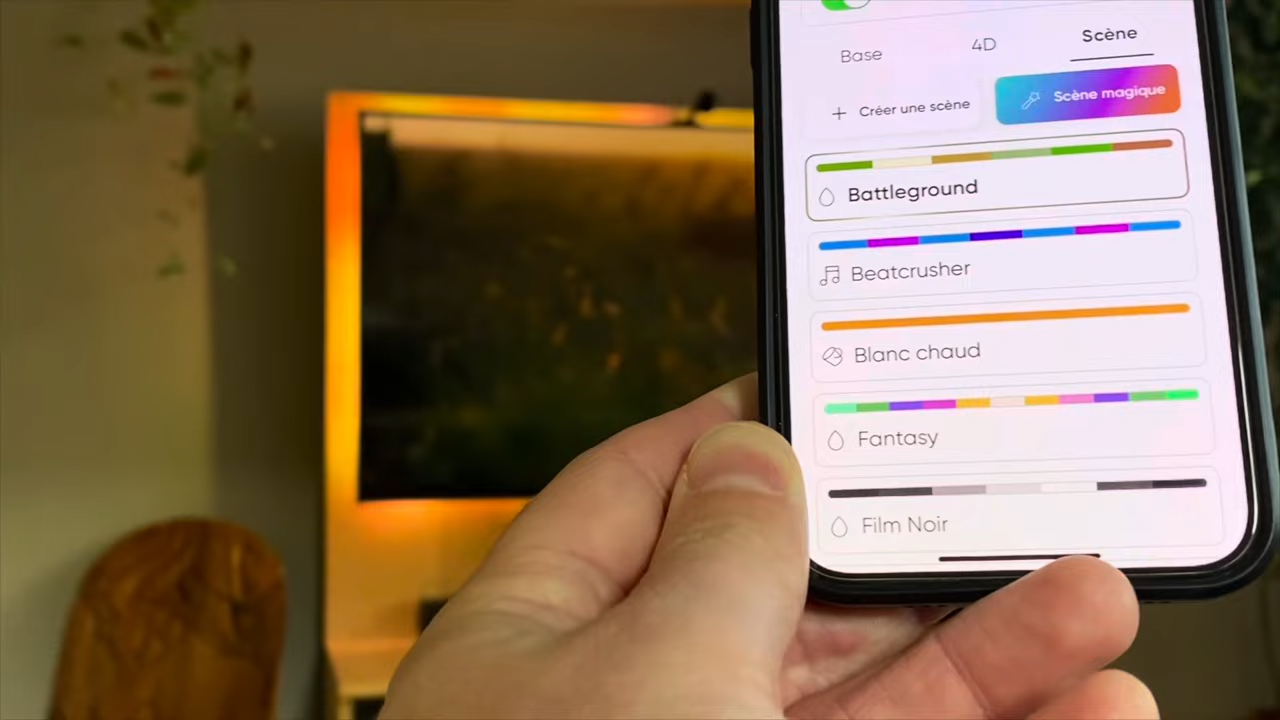 Base
4D
Scène
+ Créer une scène
Scène magique
Battleground
Beatcrusher
Blanc chaud
Fantasy
Film Noir